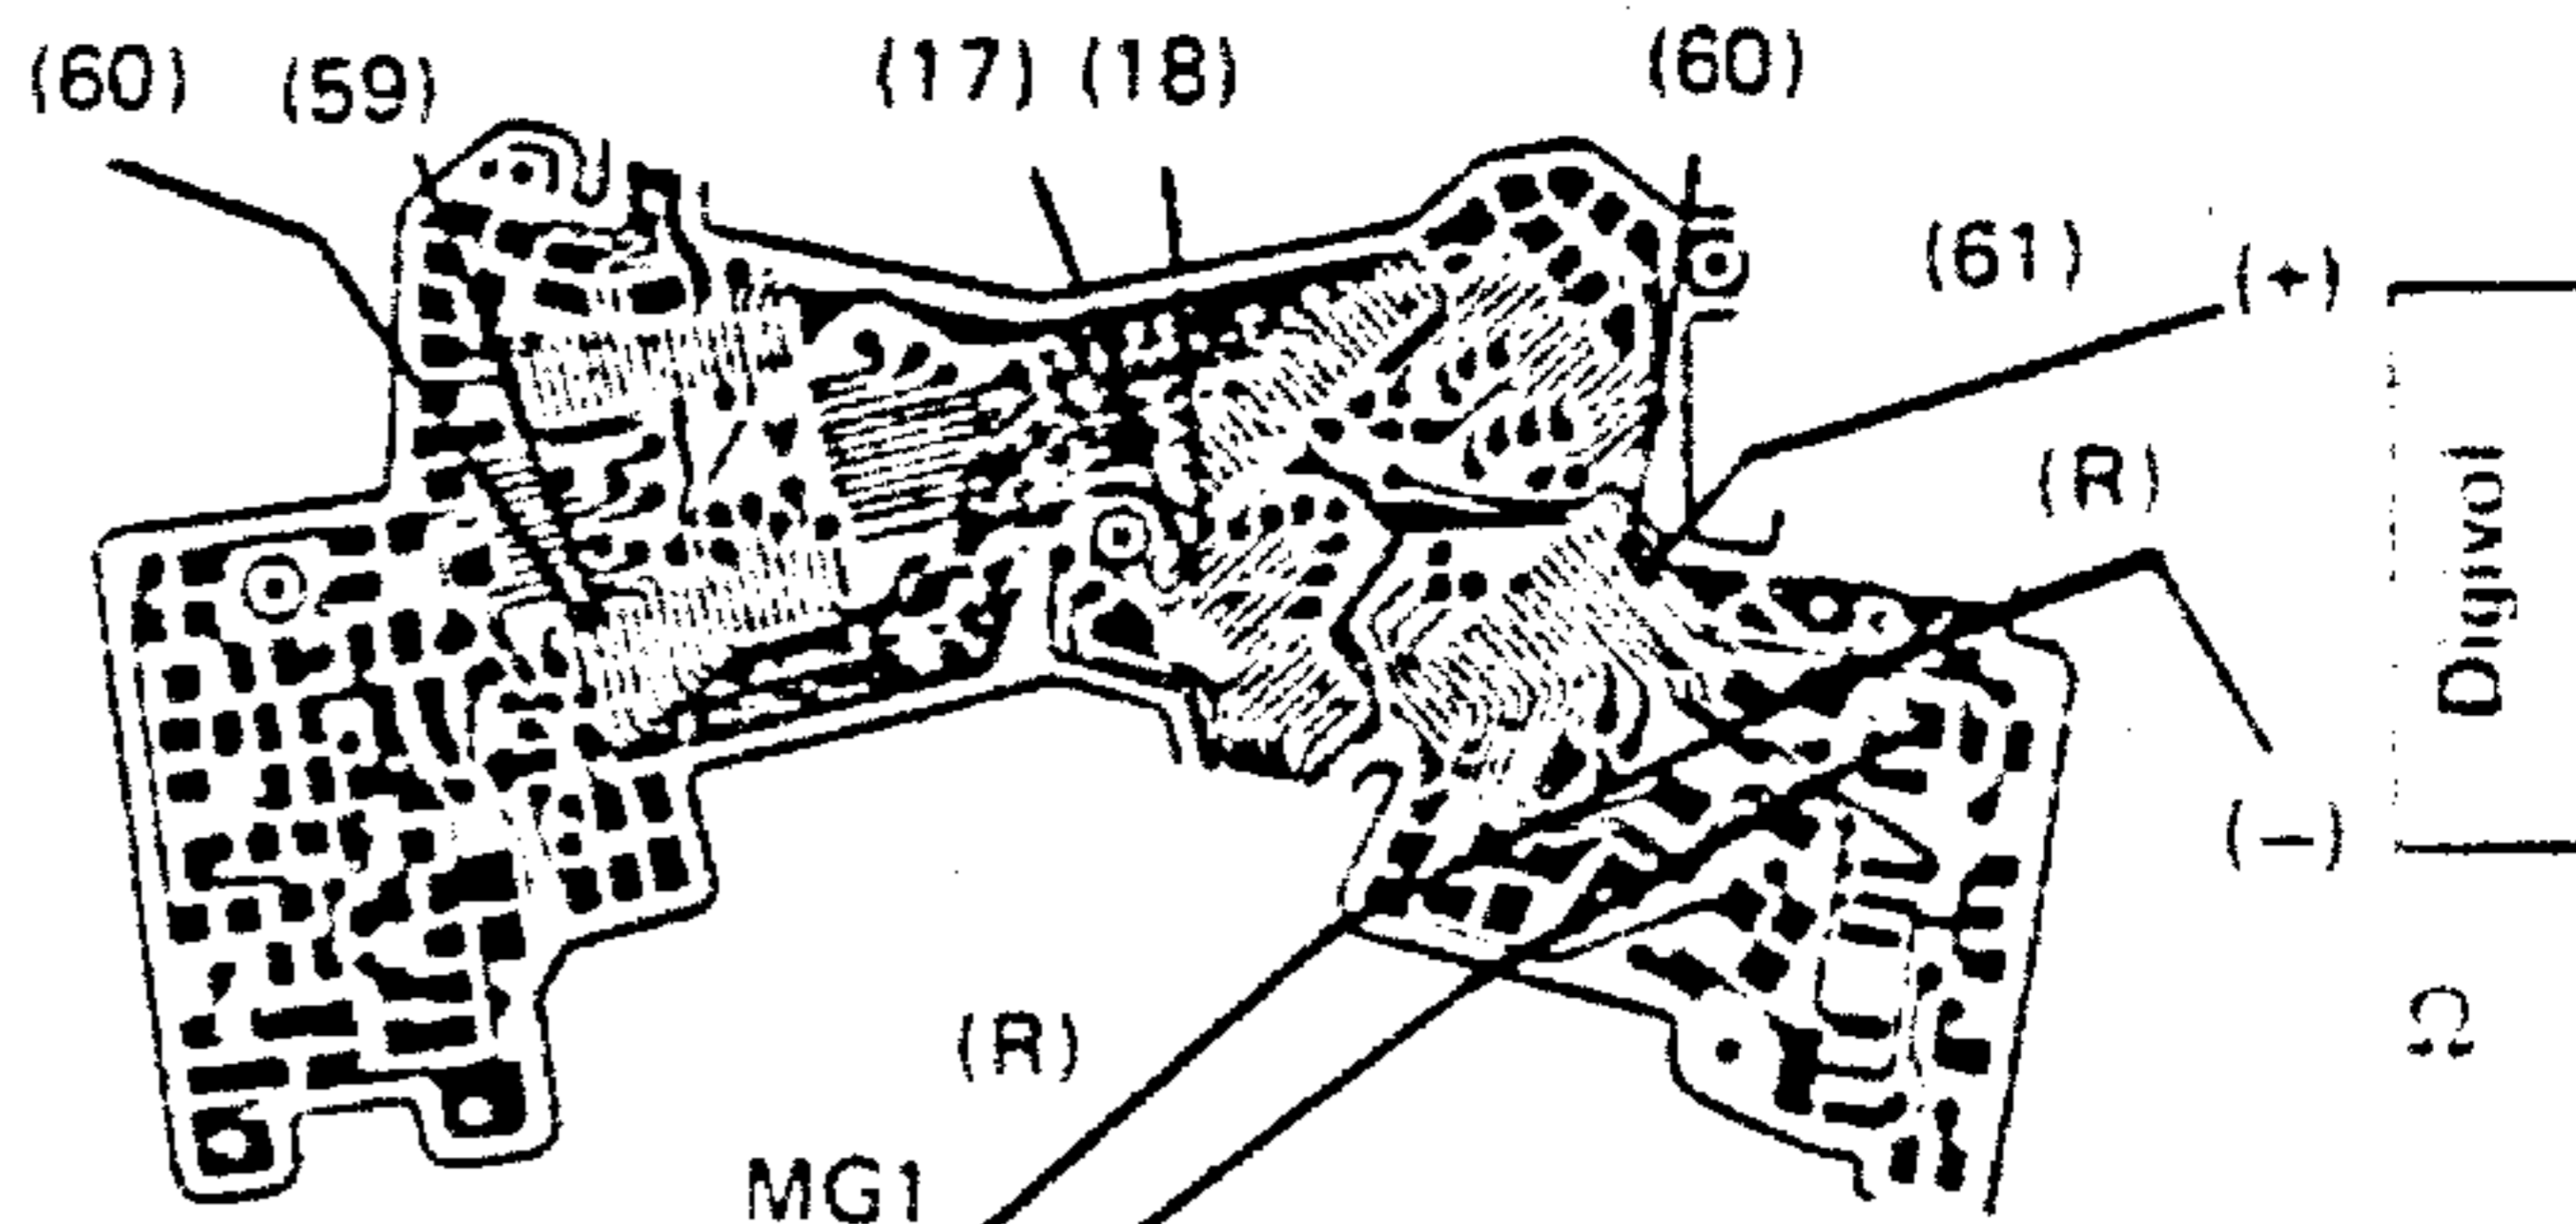 (60) (59) (17) (18) (60)
(61) (+)
(R)
Digivol
(−)
(R)
Ω
MG1